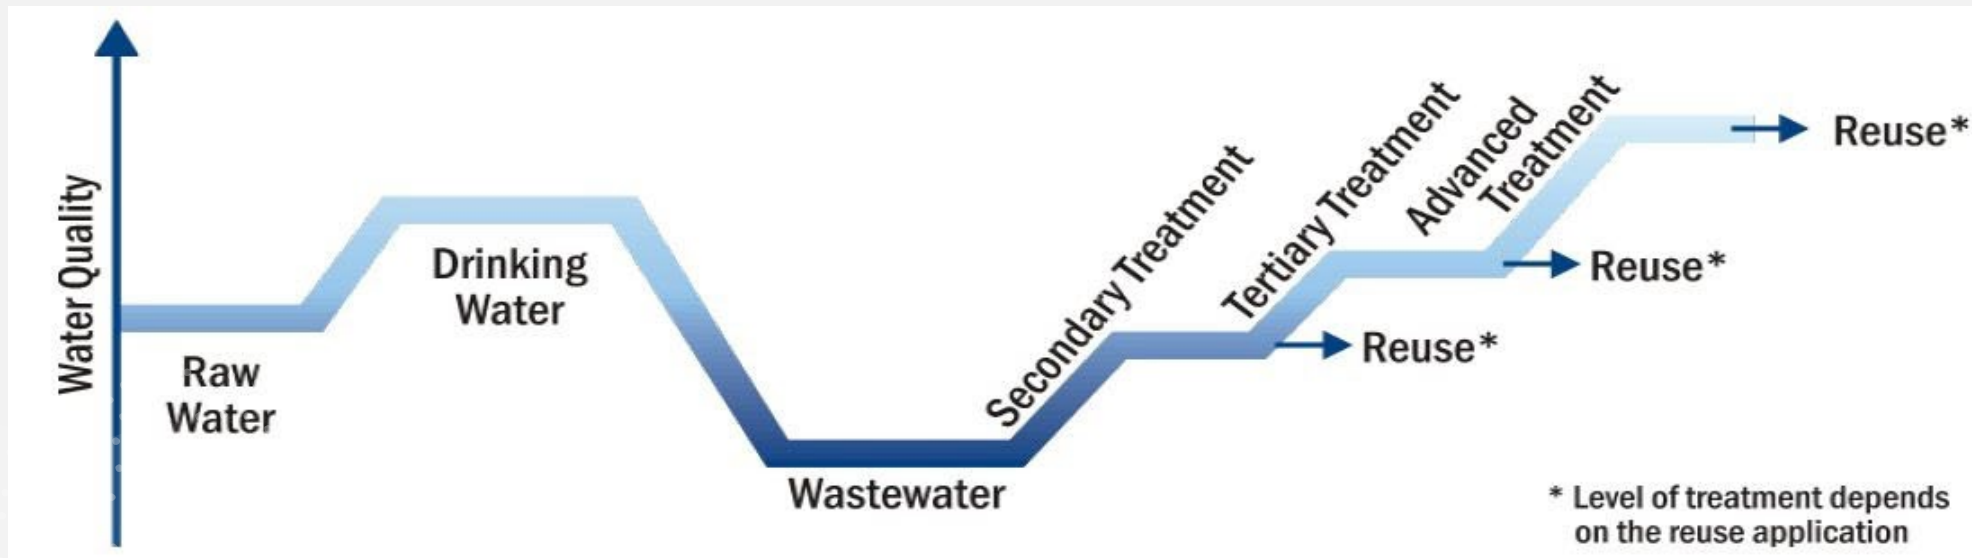 Water Quality
Raw
Water
Drinking
Water
Wastewater
Secondary Treatment
Tertiary Treatment
Advanced
Treatment
Reuse*
Reuse*
Reuse*
* Level of treatment depends
on the reuse application